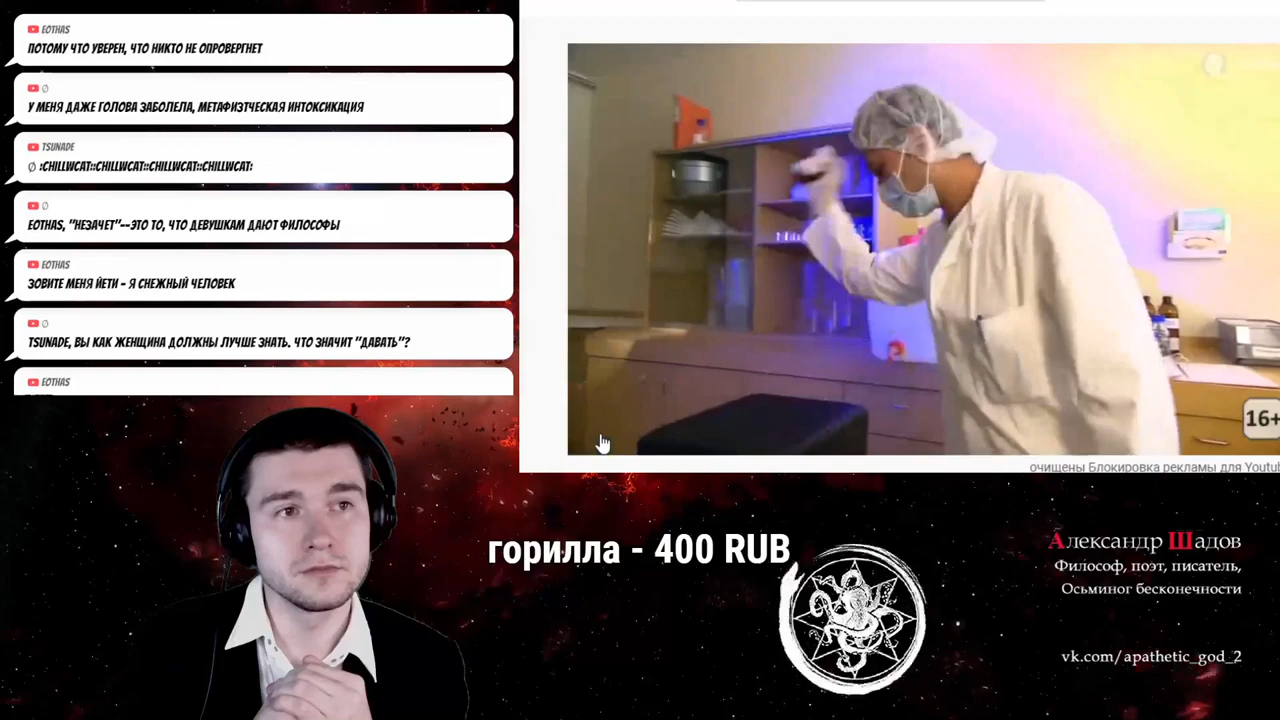 EOTHAS
ПОТОМУ ЧТО УВЕРЕН, ЧТО НИКТО НЕ ОПРОВЕРГНЕТ
Ø
У МЕНЯ ДАЖЕ ГОЛОВА ЗАБОЛЕЛА, МЕТАФИЗТЧЕСКАЯ ИНТОКСИКАЦИЯ
TSUNADE
Ø :CHILLWCAT::CHILLWCAT::CHILLWCAT::CHILLWCAT:
Ø
EOTHAS, "НЕЗАЧЕТ"--ЭТО ТО, ЧТО ДЕВУШКАМ ДАЮТ ФИЛОСОФЫ
EOTHAS
ЗОВИТЕ МЕНЯ ЙЕТИ - Я СНЕЖНЫЙ ЧЕЛОВЕК
Ø
TSUNADE, ВЫ КАК ЖЕНЩИНА ДОЛЖНЫ ЛУЧШЕ ЗНАТЬ. ЧТО ЗНАЧИТ "ДАВАТЬ"?
EOTHAS
16+
очищены Блокировка рекламы для Youtub
горилла - 400 RUB
Александр Шадов
Философ, поэт, писатель,
Осьминог бесконечности
vk.com/apathetic_god_2